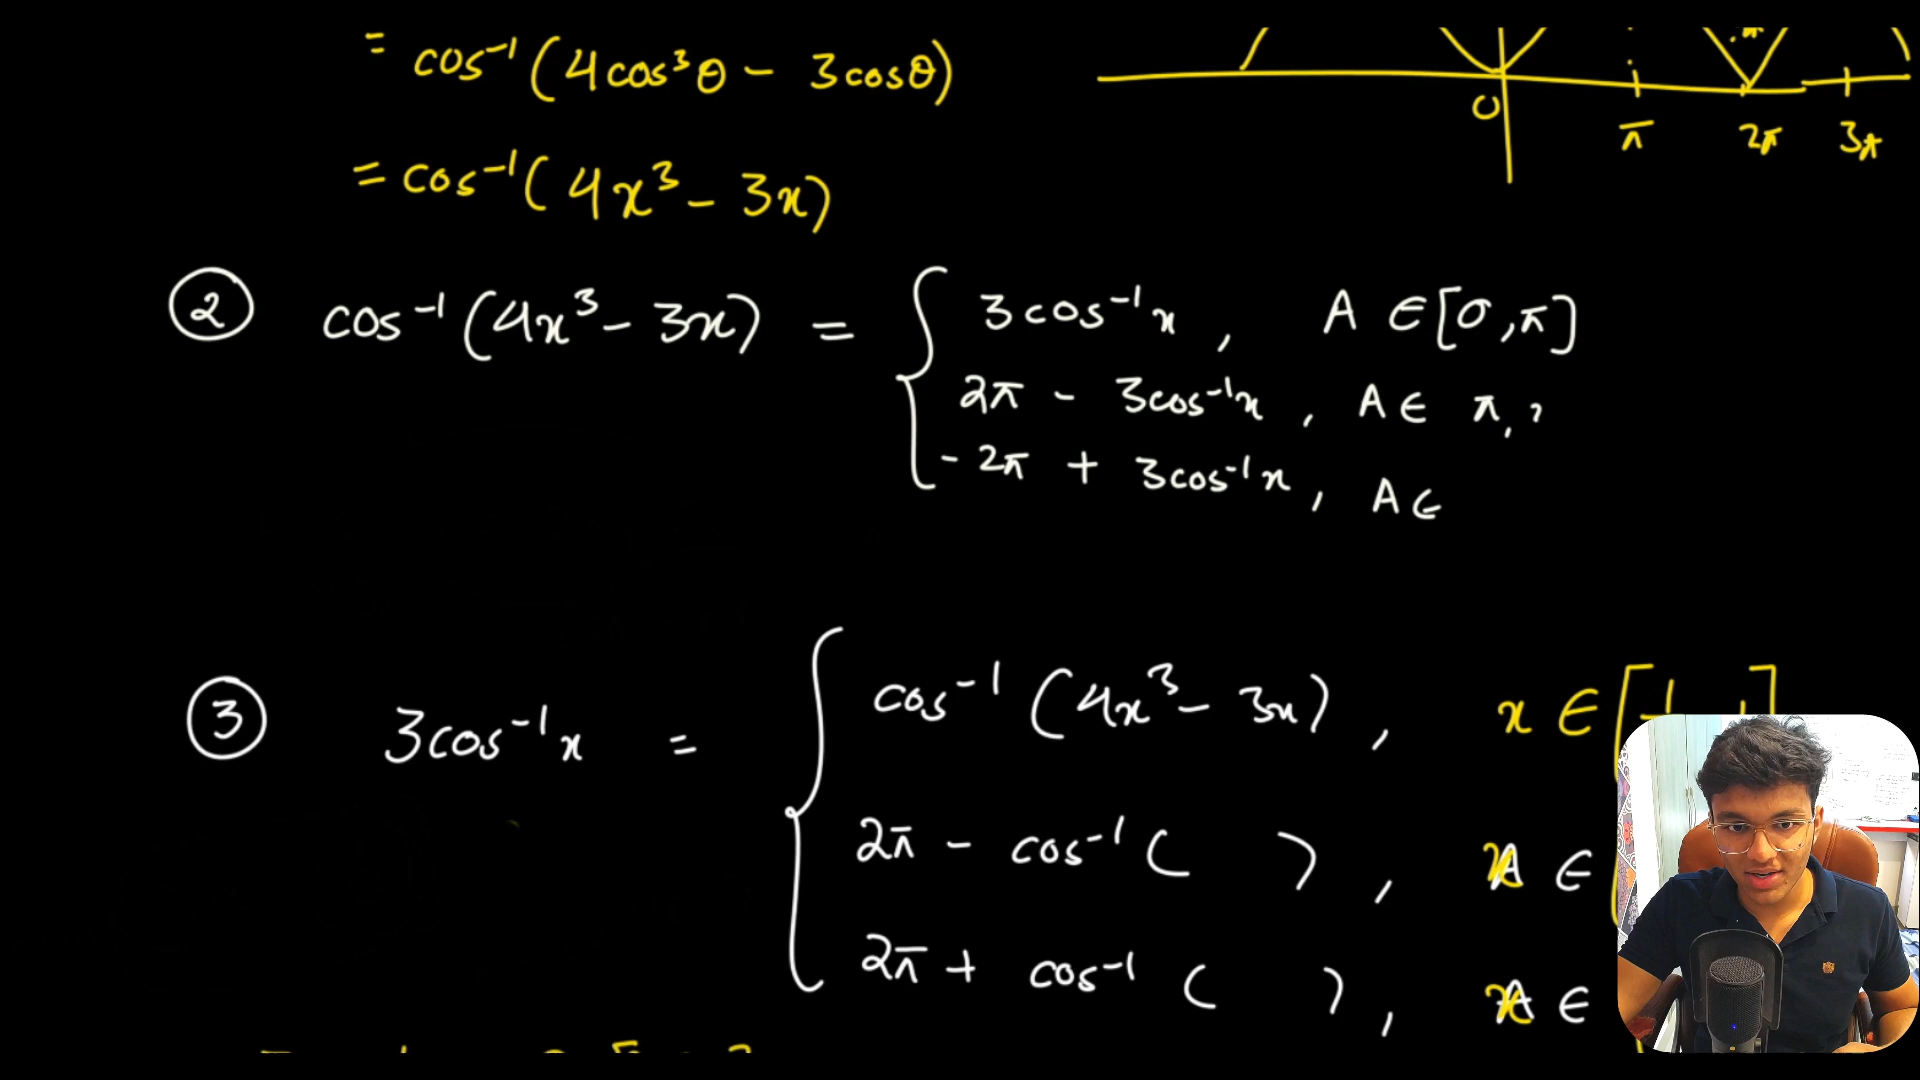 = cos⁻¹(4cos³θ − 3cosθ)
= cos⁻¹(4x³ − 3x)
0 π 2π 3π
② cos⁻¹(4x³ − 3x) = { 3cos⁻¹x , A ∈ [0, π]
2π − 3cos⁻¹x , A ∈ π,
−2π + 3cos⁻¹x , A ∈
③ 3cos⁻¹x = { cos⁻¹(4x³ − 3x) , x ∈ [
2π − cos⁻¹( ) , x ∈
2π + cos⁻¹( ) , x ∈